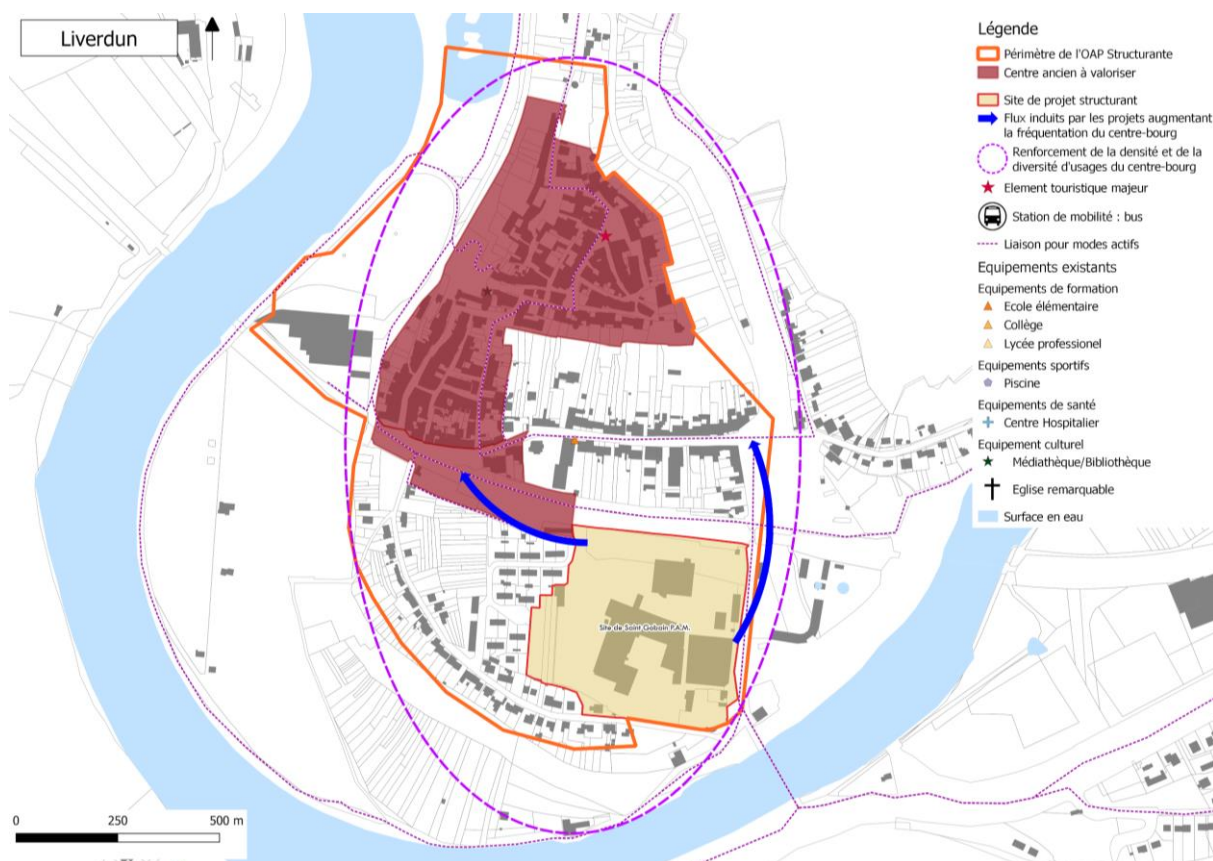 Liverdun
Légende
Périmètre de l'OAP Structurante
Centre ancien à valoriser
Site de projet structurant
Flux induits par les projets augmentant
la fréquentation du centre-bourg
Renforcement de la densité et de la
diversité d'usages du centre-bourg
Element touristique majeur
Station de mobilité : bus
Liaison pour modes actifs
Equipements existants
Equipements de formation
Ecole élémentaire
Collège
Lycée professionel
Equipements sportifs
Piscine
Equipements de santé
Centre Hospitalier
Equipement culturel
Médiathèque/Bibliothèque
Eglise remarquable
Surface en eau
Site de Saint Gobain P.A.M.
0 250 500 m